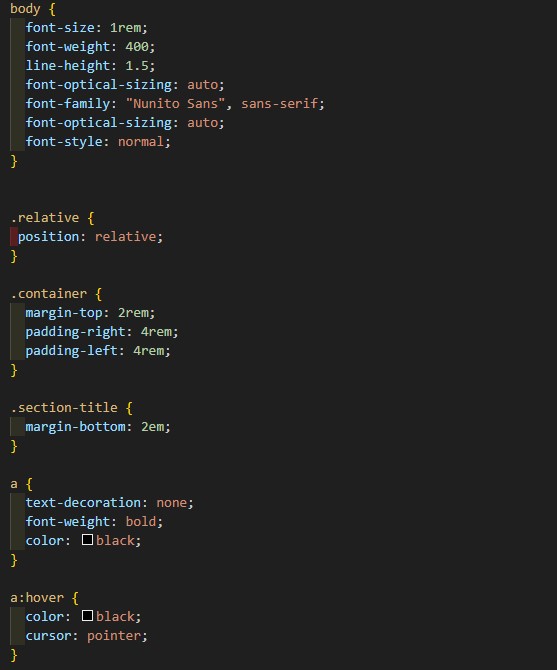 body {
  font-size: 1rem;
  font-weight: 400;
  line-height: 1.5;
  font-optical-sizing: auto;
  font-family: "Nunito Sans", sans-serif;
  font-optical-sizing: auto;
  font-style: normal;
}


.relative {
 position: relative;
}

.container {
  margin-top: 2rem;
  padding-right: 4rem;
  padding-left: 4rem;
}

.section-title {
  margin-bottom: 2em;
}

a {
  text-decoration: none;
  font-weight: bold;
  color: black;
}

a:hover {
  color: black;
  cursor: pointer;
}